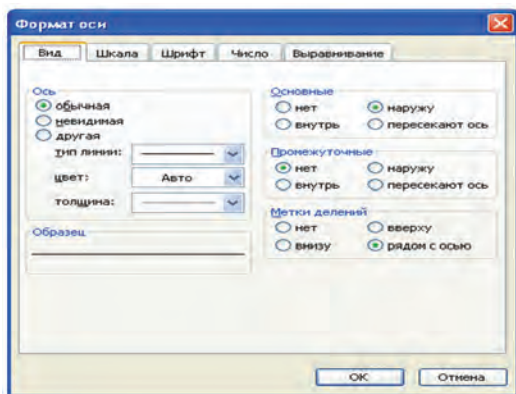 Формат оси
Вид Шкала Шрифт Число Выравнивание
Ось
обычная
невидимая
другая
тип линии:
цвет: Авто
толщина:
Образец
Основные
нет наружу
внутрь пересекают ось
Промежуточные
нет наружу
внутрь пересекают ось
Метки делений
нет вверху
внизу рядом с осью
ОК Отмена